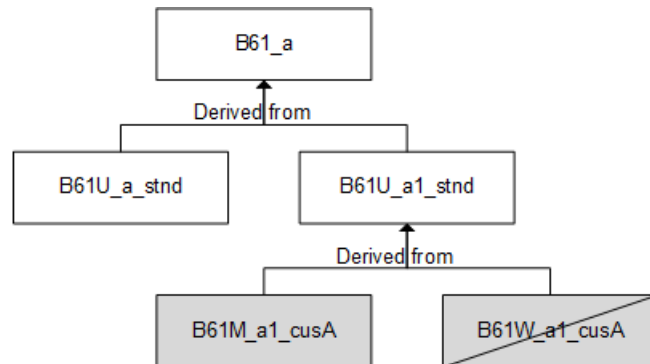 B61_a
Derived from
B61U_a_stnd
B61U_a1_stnd
Derived from
B61M_a1_cusA
B61W_a1_cusA